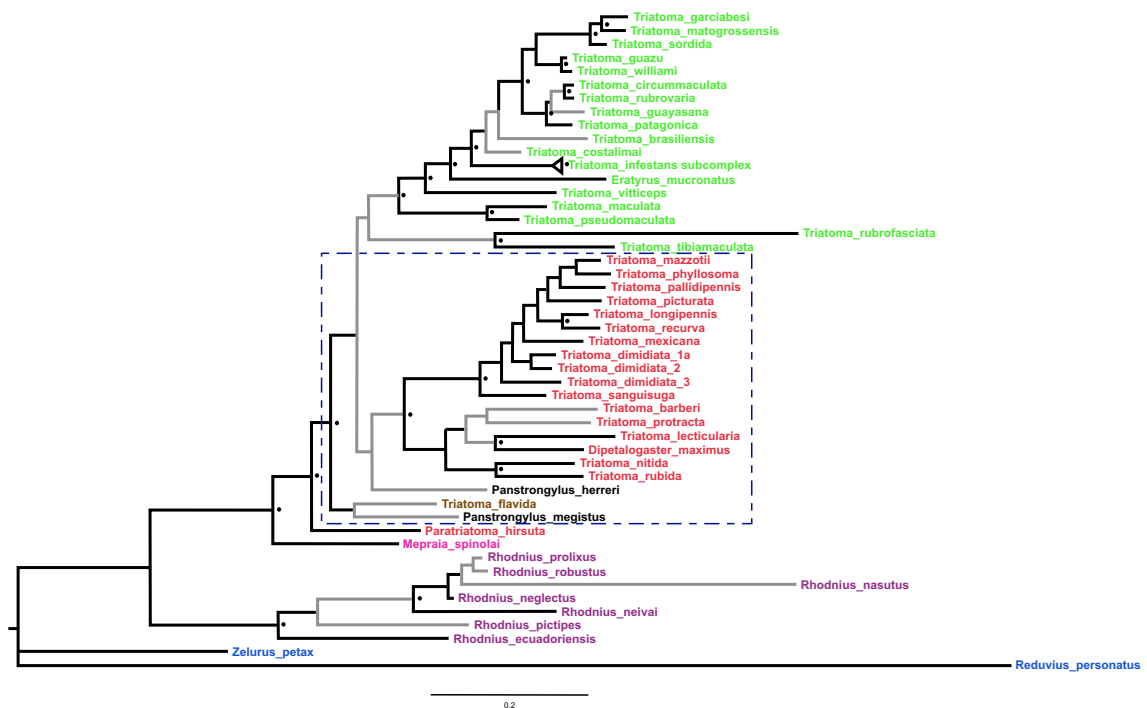 Triatoma_garciabesi
Triatoma_matogrossensis
Triatoma_sordida
Triatoma_guazu
Triatoma_williami
Triatoma_circummaculata
Triatoma_rubrovaria
Triatoma_guayasana
Triatoma_patagonica
Triatoma_brasiliensis
Triatoma_costalimai
Triatoma_infestans subcomplex
Eratyrus_mucronatus
Triatoma_vitticeps
Triatoma_maculata
Triatoma_pseudomaculata
Triatoma_rubrofasciata
Triatoma_tibiamaculata
Triatoma_mazzotii
Triatoma_phyllosoma
Triatoma_pallidipennis
Triatoma_picturata
Triatoma_longipennis
Triatoma_recurva
Triatoma_mexicana
Triatoma_dimidiata_1a
Triatoma_dimidiata_2
Triatoma_dimidiata_3
Triatoma_sanguisuga
Triatoma_barberi
Triatoma_protracta
Triatoma_lecticularia
Dipetalogaster_maximus
Triatoma_nitida
Triatoma_rubida
Panstrongylus_herreri
Triatoma_flavida
Panstrongylus_megistus
Paratriatoma_hirsuta
Mepraia_spinolai
Rhodnius_prolixus
Rhodnius_robustus
Rhodnius_nasutus
Rhodnius_neglectus
Rhodnius_neivai
Rhodnius_pictipes
Rhodnius_ecuadoriensis
Zelurus_petax
Reduvius_personatus
0.2